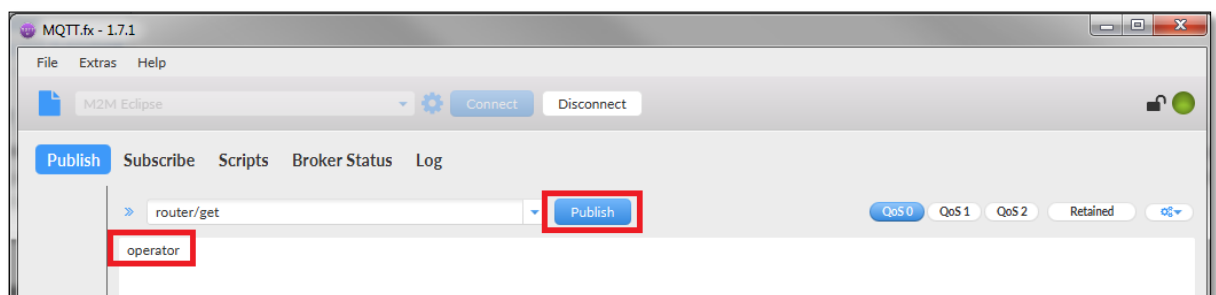 MQTT.fx - 1.7.1
File Extras Help
M2M Eclipse Connect Disconnect
Publish Subscribe Scripts Broker Status Log
router/get Publish QoS 0 QoS 1 QoS 2 Retained
operator